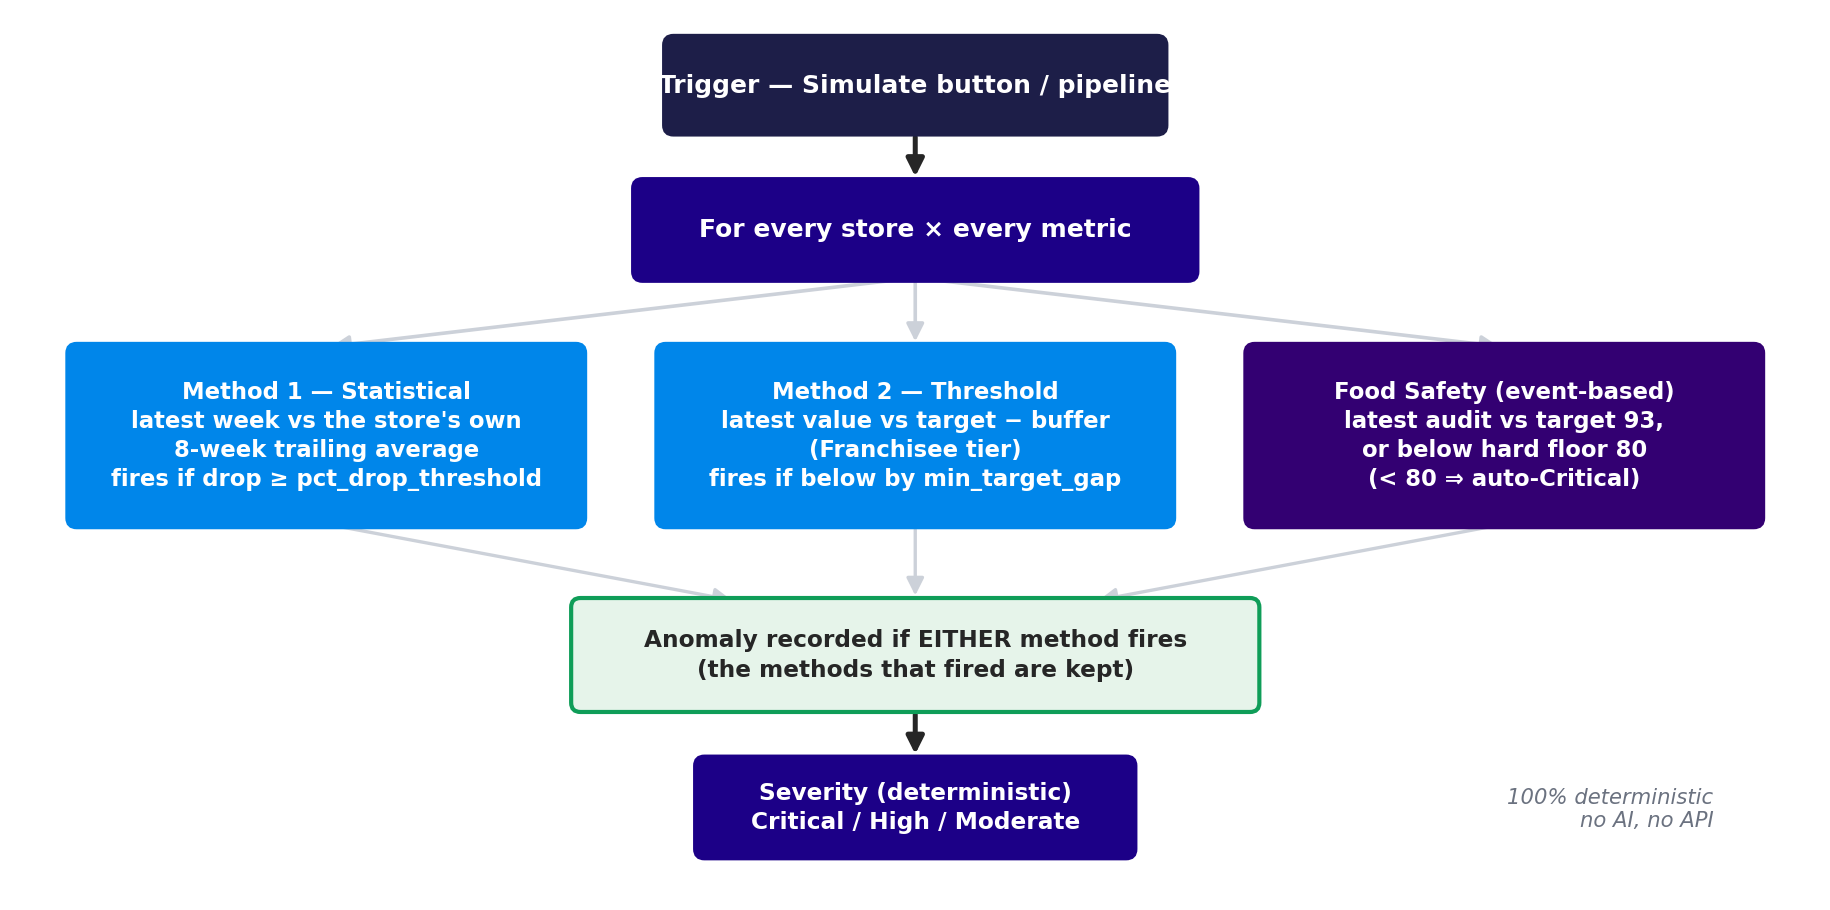 Trigger — Simulate button / pipeline
For every store × every metric
Method 1 — Statistical
latest week vs the store's own
8-week trailing average
fires if drop ≥ pct_drop_threshold
Method 2 — Threshold
latest value vs target − buffer
(Franchisee tier)
fires if below by min_target_gap
Food Safety (event-based)
latest audit vs target 93,
or below hard floor 80
(< 80 ⇒ auto-Critical)
Anomaly recorded if EITHER method fires
(the methods that fired are kept)
Severity (deterministic)
Critical / High / Moderate
100% deterministic
no AI, no API